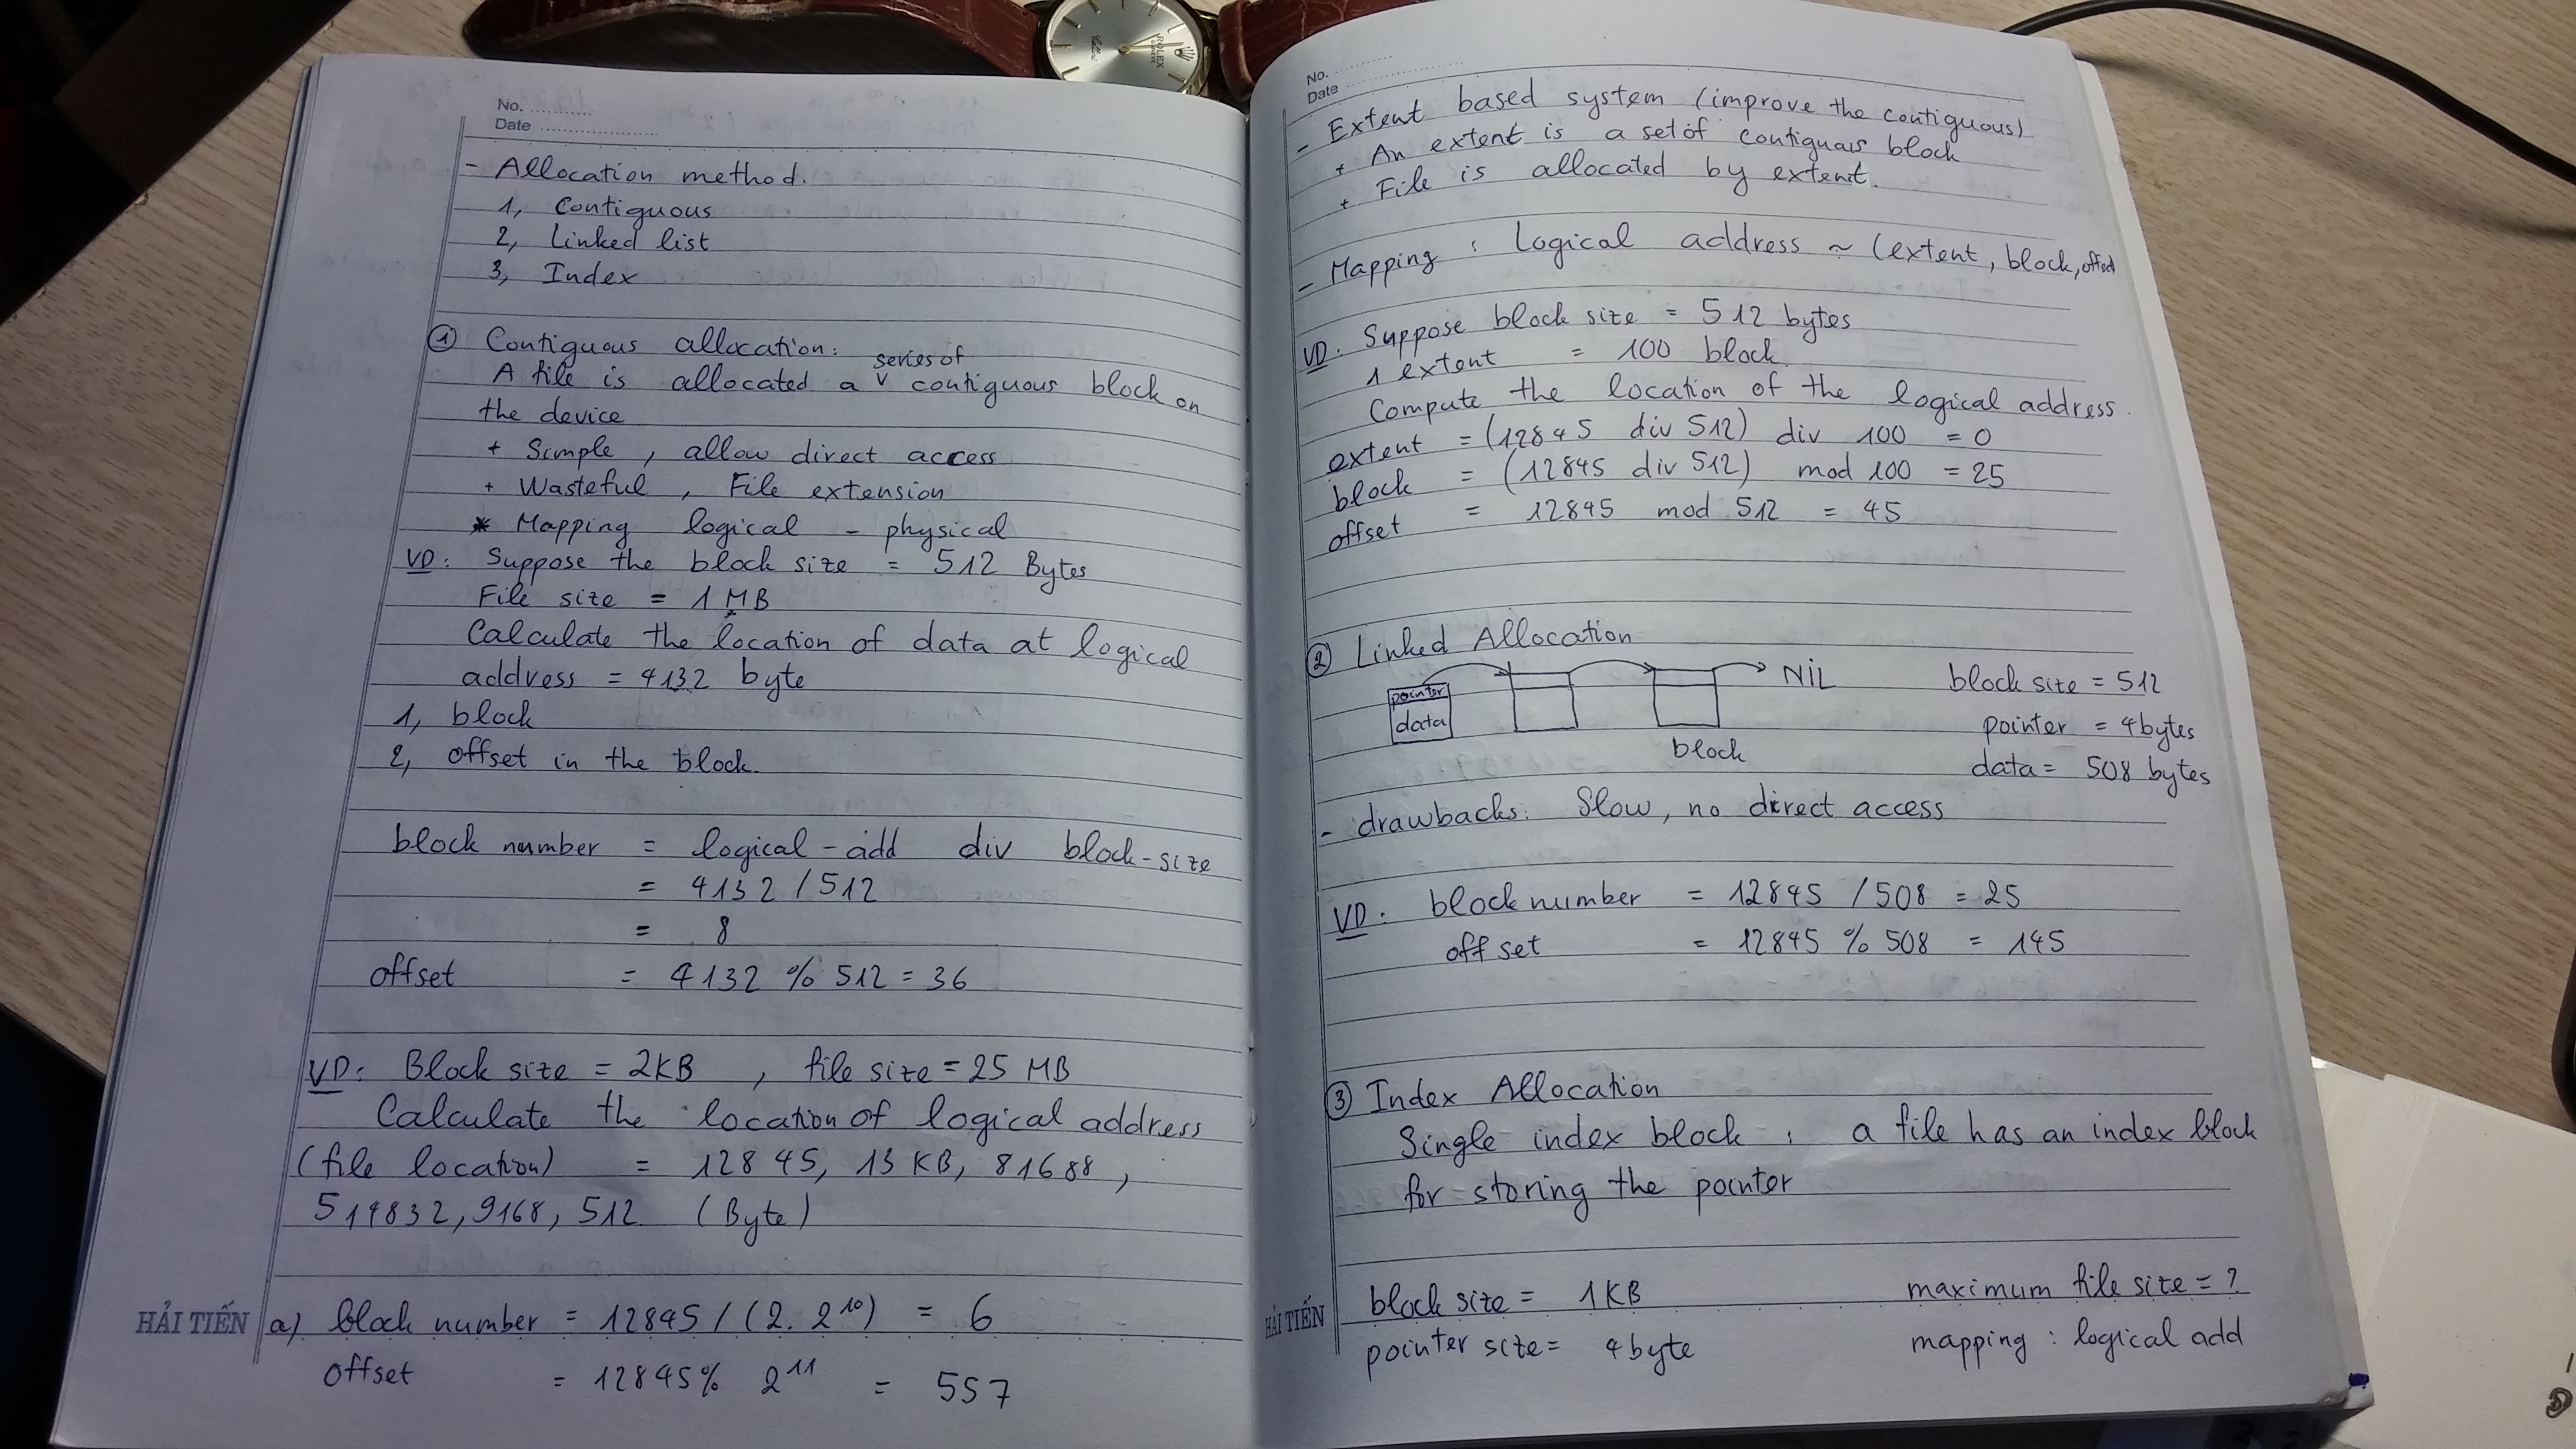 No.
Date
- Allocation method.
1, Contiguous
2, Linked list
3, Index
① Contiguous allocation:
series of
A file is allocated a v contiguous block on
the device
+ Simple, allow direct access
+ Wasteful, File extension
* Mapping logical - physical
VD: Suppose the block size = 512 Bytes
File size = 1 MB
Calculate the location of data at logical
address = 4132 byte
1, block
2, offset in the block.
block number = logical-add div block-size
= 4132 / 512
= 8
offset = 4132 % 512 = 36
VD: Block size = 2KB , file size = 25 MB
Calculate the location of logical address
(file location) = 12845, 13 KB, 81688,
519832, 9168, 512 (Byte)
a) block number = 12845 / (2. 2^10) = 6
offset = 12845 % 2^11 = 557
HẢI TIẾN
No.
Date
- Extent based system (improve the contiguous)
+ An extent is a set of contiguous block
+ File is allocated by extent.
- Mapping : Logical address ~ (extent, block, offset
VD: Suppose block size = 512 bytes
1 extent = 100 block
Compute the location of the logical address.
extent = (12845 div 512) div 100 = 0
block = (12845 div 512) mod 100 = 25
offset = 12845 mod 512 = 45
② Linked Allocation
pointer
data
NIL
block
block size = 512
pointer = 4bytes
data = 508 bytes
- drawbacks: Slow, no direct access
VD: block number = 12845 / 508 = 25
offset = 12845 % 508 = 145
③ Index Allocation
Single index block : a file has an index block
for storing the pointer
block size = 1KB maximum file size = ?
pointer size = 4byte mapping : logical add
HẢI TIẾN
ROLEX